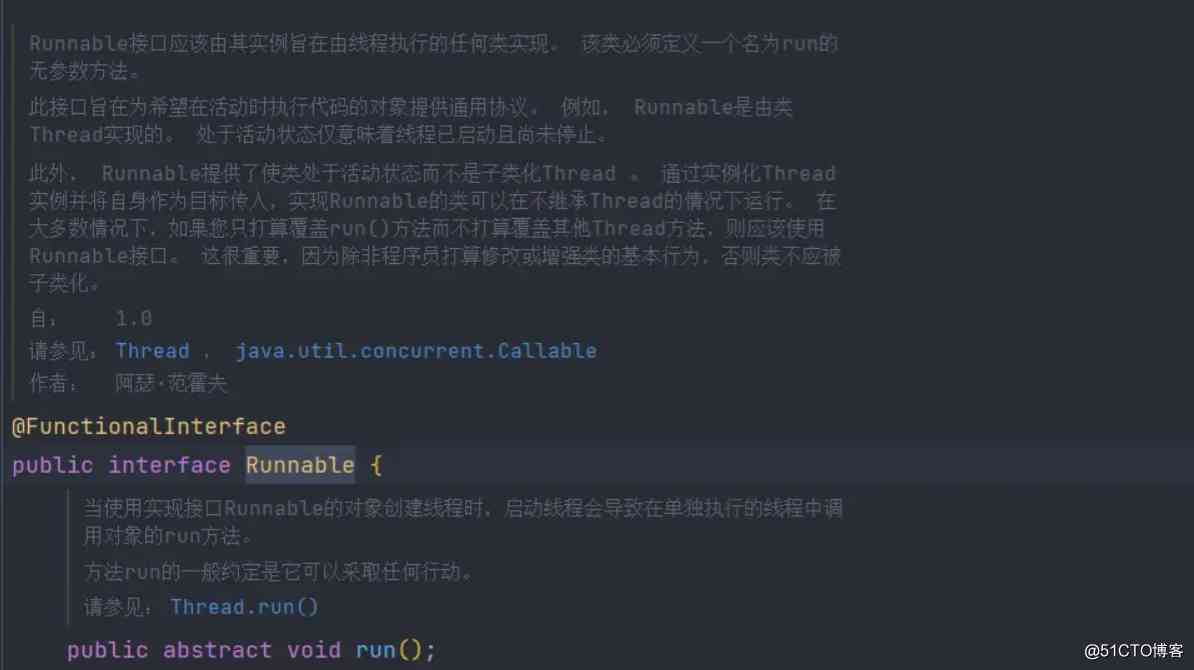 Runnable接口应该由其实例旨在由线程执行的任何类实现。 该类必须定义一个名为run的
无参数方法。
此接口旨在为希望在活动时执行代码的对象提供通用协议。 例如， Runnable是由类
Thread实现的。 处于活动状态仅意味着线程已启动且尚未停止。
此外， Runnable提供了使类处于活动状态而不是子类化Thread 。 通过实例化Thread
实例并将自身作为目标传入，实现Runnable的类可以在不继承Thread的情况下运行。 在
大多数情况下，如果您只打算覆盖run()方法而不打算覆盖其他Thread方法，则应该使用
Runnable接口。 这很重要，因为除非程序员打算修改或增强类的基本行为，否则类不应被
子类化。
自： 1.0
请参见： Thread ， java.util.concurrent.Callable
作者： 阿瑟·范霍夫
@FunctionalInterface
public interface Runnable {
当使用实现接口Runnable的对象创建线程时，启动线程会导致在单独执行的线程中调
用对象的run方法。
方法run的一般约定是它可以采取任何行动。
请参见： Thread.run()
public abstract void run();
@51CTO博客